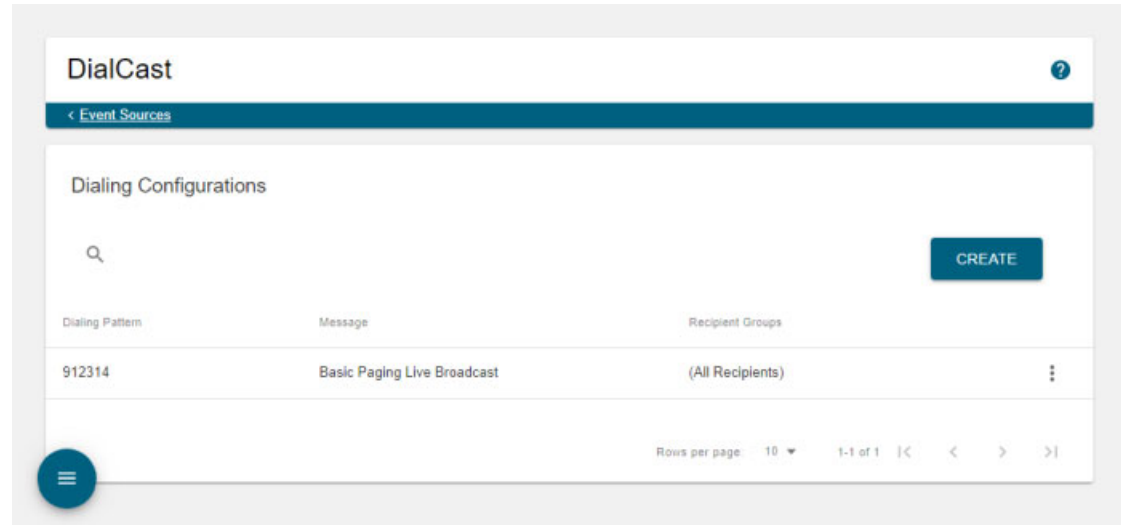 DialCast
?
< Event Sources
Dialing Configurations
CREATE
Dialing Pattern Message Recipient Groups
912314 Basic Paging Live Broadcast (All Recipients)
Rows per page 10 1-1 of 1 |< < > >|